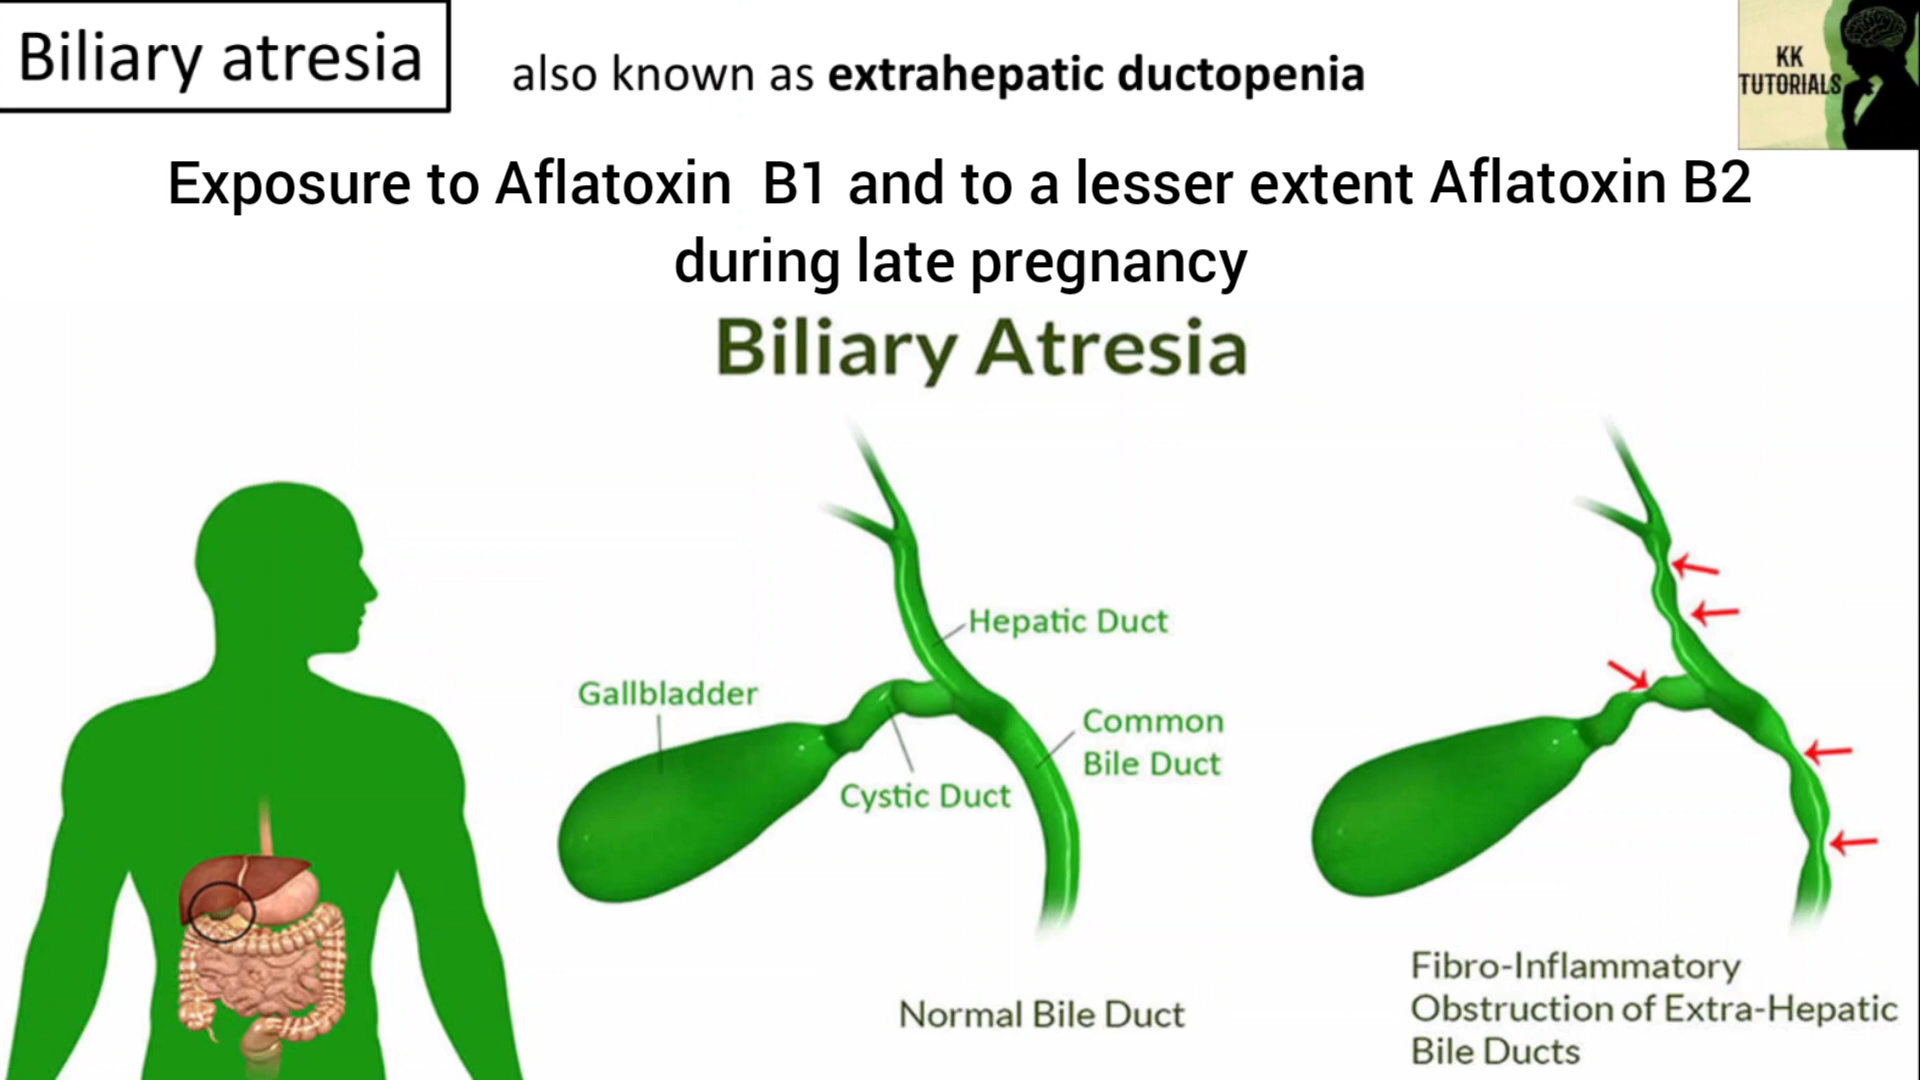 Biliary atresia
also known as extrahepatic ductopenia
KK
TUTORIALS
Exposure to Aflatoxin B1 and to a lesser extent Aflatoxin B2
during late pregnancy
Biliary Atresia
Hepatic Duct
Gallbladder
Common
Bile Duct
Cystic Duct
Normal Bile Duct
Fibro-Inflammatory
Obstruction of Extra-Hepatic
Bile Ducts